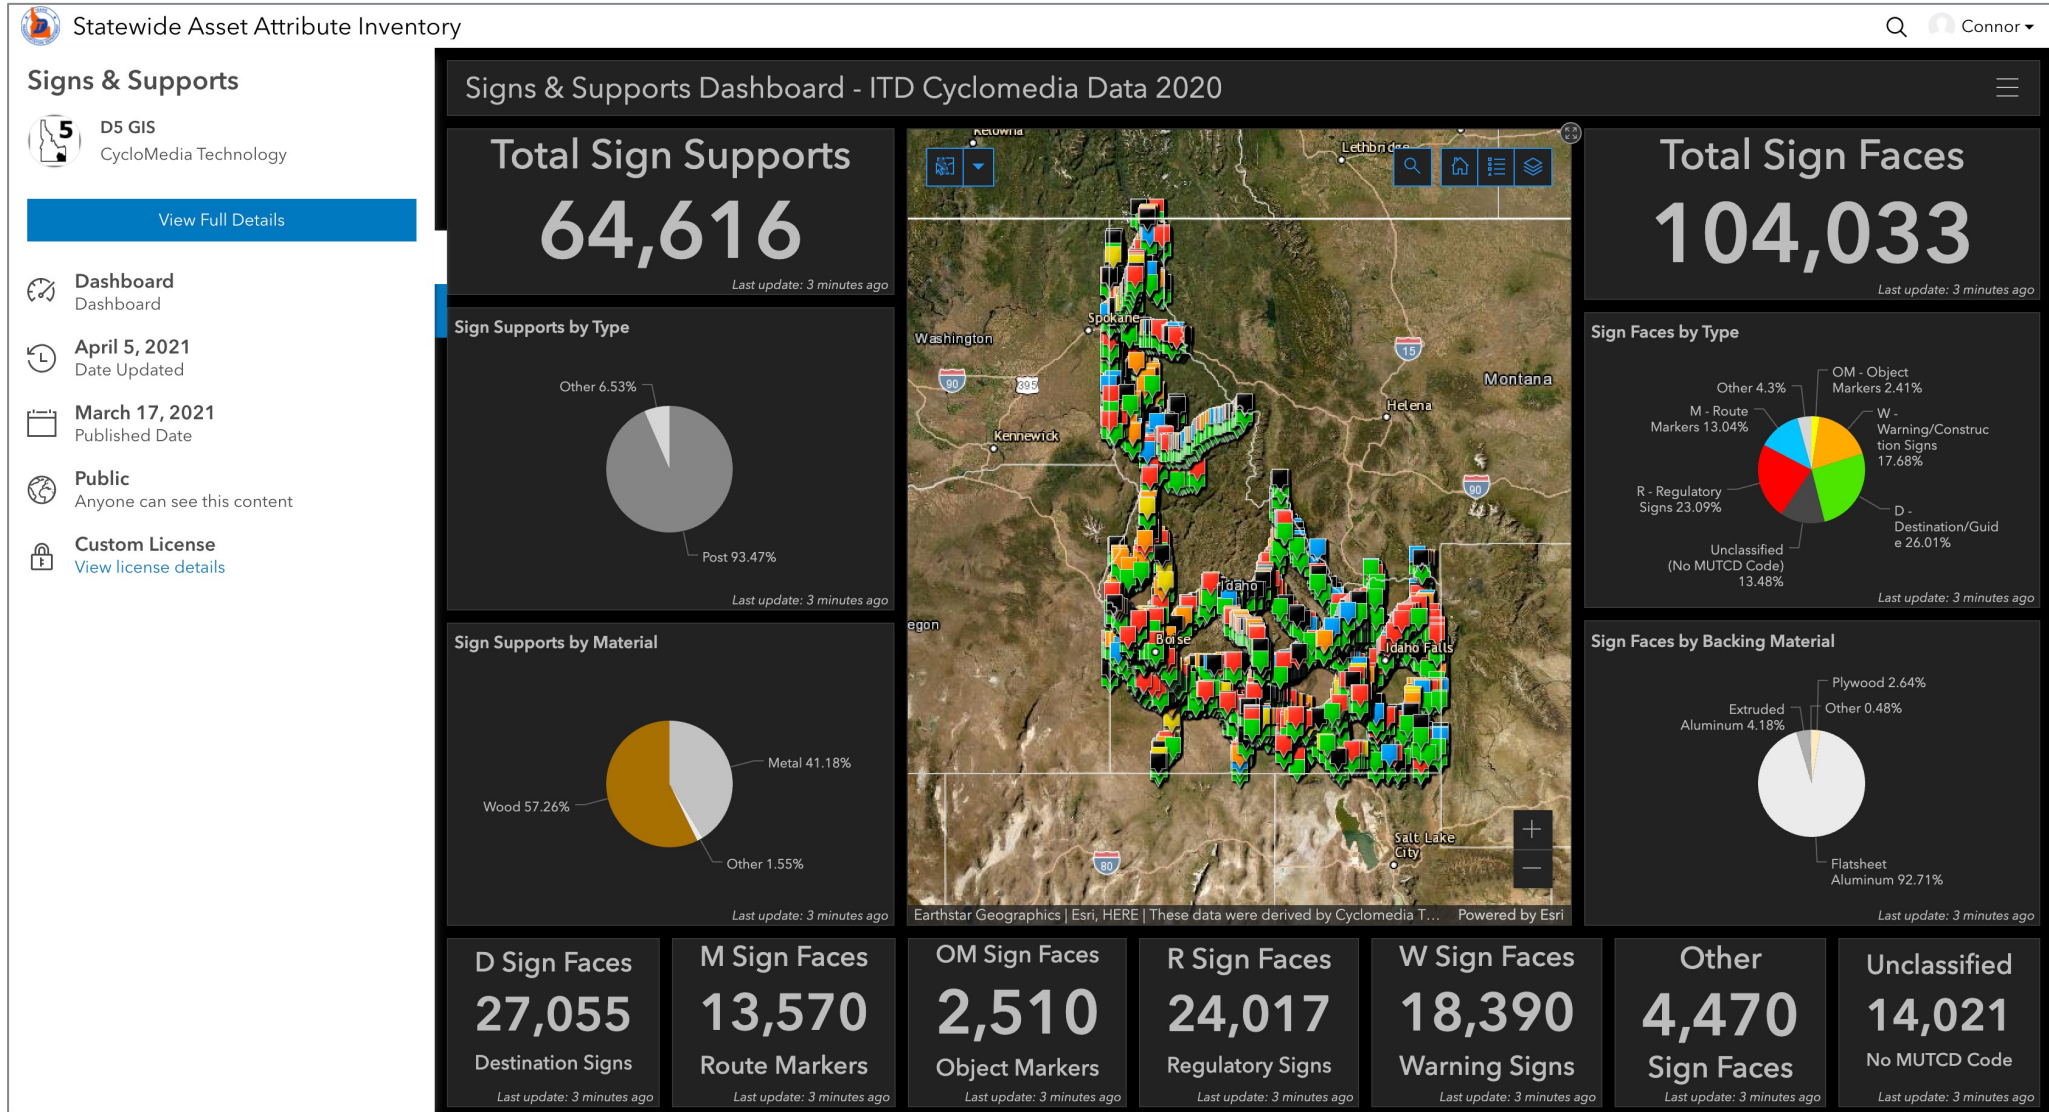 Statewide Asset Attribute Inventory
Connor
Signs & Supports
5
D5 GIS
CycloMedia Technology
View Full Details
Dashboard
Dashboard
April 5, 2021
Date Updated
March 17, 2021
Published Date
Public
Anyone can see this content
Custom License
View license details
Signs & Supports Dashboard - ITD Cyclomedia Data 2020
Total Sign Supports
64,616
Last update: 3 minutes ago
Sign Supports by Type
Other 6.53%
Post 93.47%
Last update: 3 minutes ago
Sign Supports by Material
Metal 41.18%
Wood 57.26%
Other 1.55%
Last update: 3 minutes ago
Kelowna
Lethbridge
Spokane
Washington
90
395
15
Montana
Helena
Kennewick
90
Idaho
egon
Boise
Idaho Falls
Salt Lake
City
80
Earthstar Geographics | Esri, HERE | These data were derived by Cyclomedia T...
Powered by Esri
Total Sign Faces
104,033
Last update: 3 minutes ago
Sign Faces by Type
OM - Object
Markers 2.41%
Other 4.3%
M - Route
Markers 13.04%
W -
Warning/Construc
tion Signs
17.68%
R - Regulatory
Signs 23.09%
D -
Destination/Guid
e 26.01%
Unclassified
(No MUTCD Code)
13.48%
Last update: 3 minutes ago
Sign Faces by Backing Material
Plywood 2.64%
Extruded
Aluminum 4.18%
Other 0.48%
Flatsheet
Aluminum 92.71%
Last update: 3 minutes ago
D Sign Faces
27,055
Destination Signs
Last update: 3 minutes ago
M Sign Faces
13,570
Route Markers
Last update: 3 minutes ago
OM Sign Faces
2,510
Object Markers
Last update: 3 minutes ago
R Sign Faces
24,017
Regulatory Signs
Last update: 3 minutes ago
W Sign Faces
18,390
Warning Signs
Last update: 3 minutes ago
Other
4,470
Sign Faces
Last update: 3 minutes ago
Unclassified
14,021
No MUTCD Code
Last update: 3 minutes ago